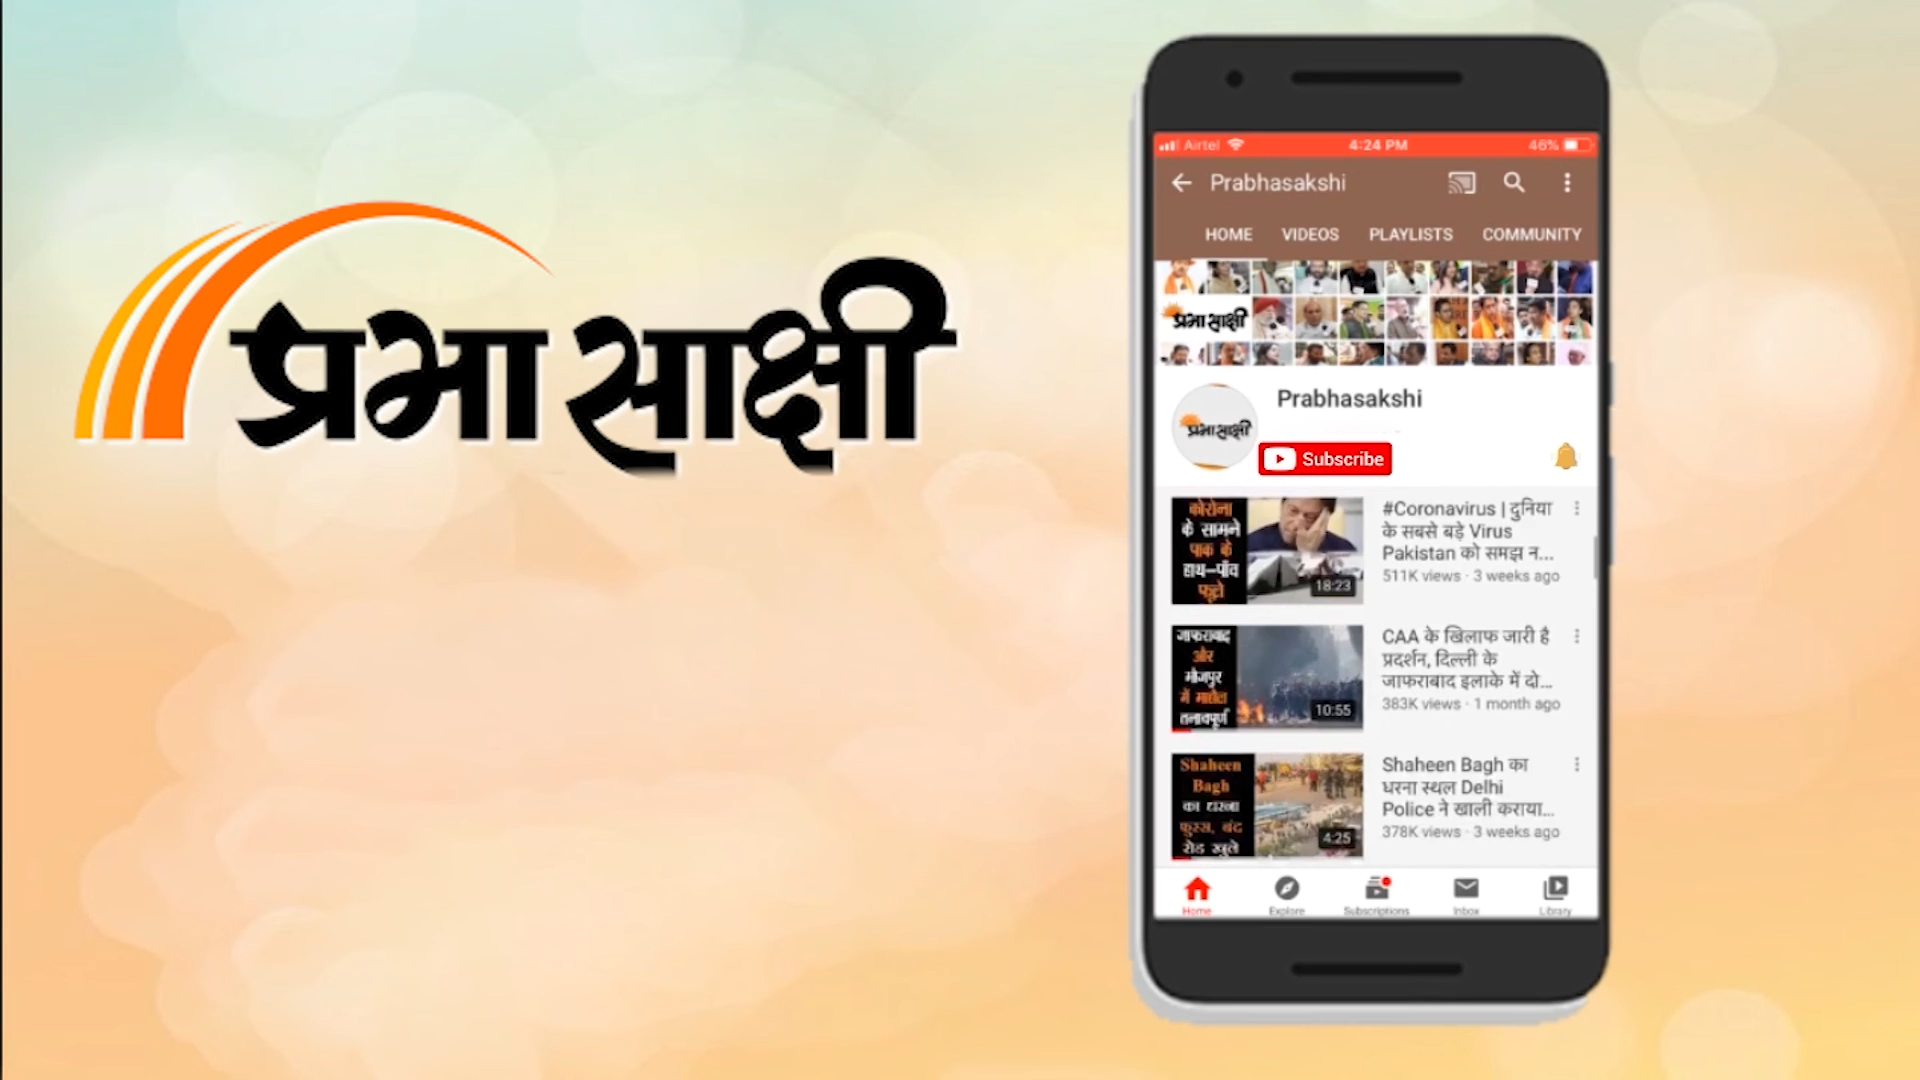 प्रभा साक्षी
Airtel 4:24 PM 46%
Prabhasakshi
HOME VIDEOS PLAYLISTS COMMUNITY
प्रभा साक्षी
Prabhasakshi
प्रभा साक्षी
Subscribe
कोरोना
के सामने
पाक के
हाथ-पाँव
फूले
18:23
#Coronavirus | दुनिया
के सबसे बड़े Virus
Pakistan को समझ न...
511K views · 3 weeks ago
जाफराबाद
और
मौजपुर
में माहौल
तनावपूर्ण
10:55
CAA के खिलाफ जारी है
प्रदर्शन, दिल्ली के
जाफराबाद इलाके में दो...
383K views · 1 month ago
Shaheen Bagh
का धरना
फुस्स, बंद
रोड खुले
4:25
Shaheen Bagh का
धरना स्थल Delhi
Police ने खाली कराया...
378K views · 3 weeks ago
Home Explore Subscriptions Inbox Library